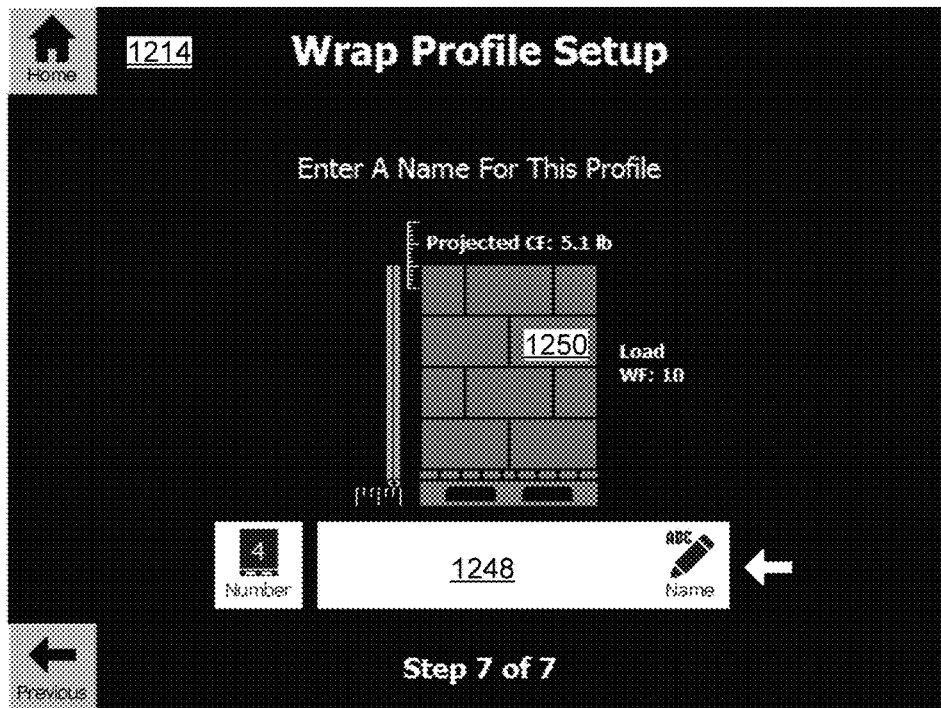 Home
1214
Wrap Profile Setup
Enter A Name For This Profile
Projected CF: 5.1 lb
1250
Load
WF: 10
4
Number
1248
ABC
Name
Previous
Step 7 of 7